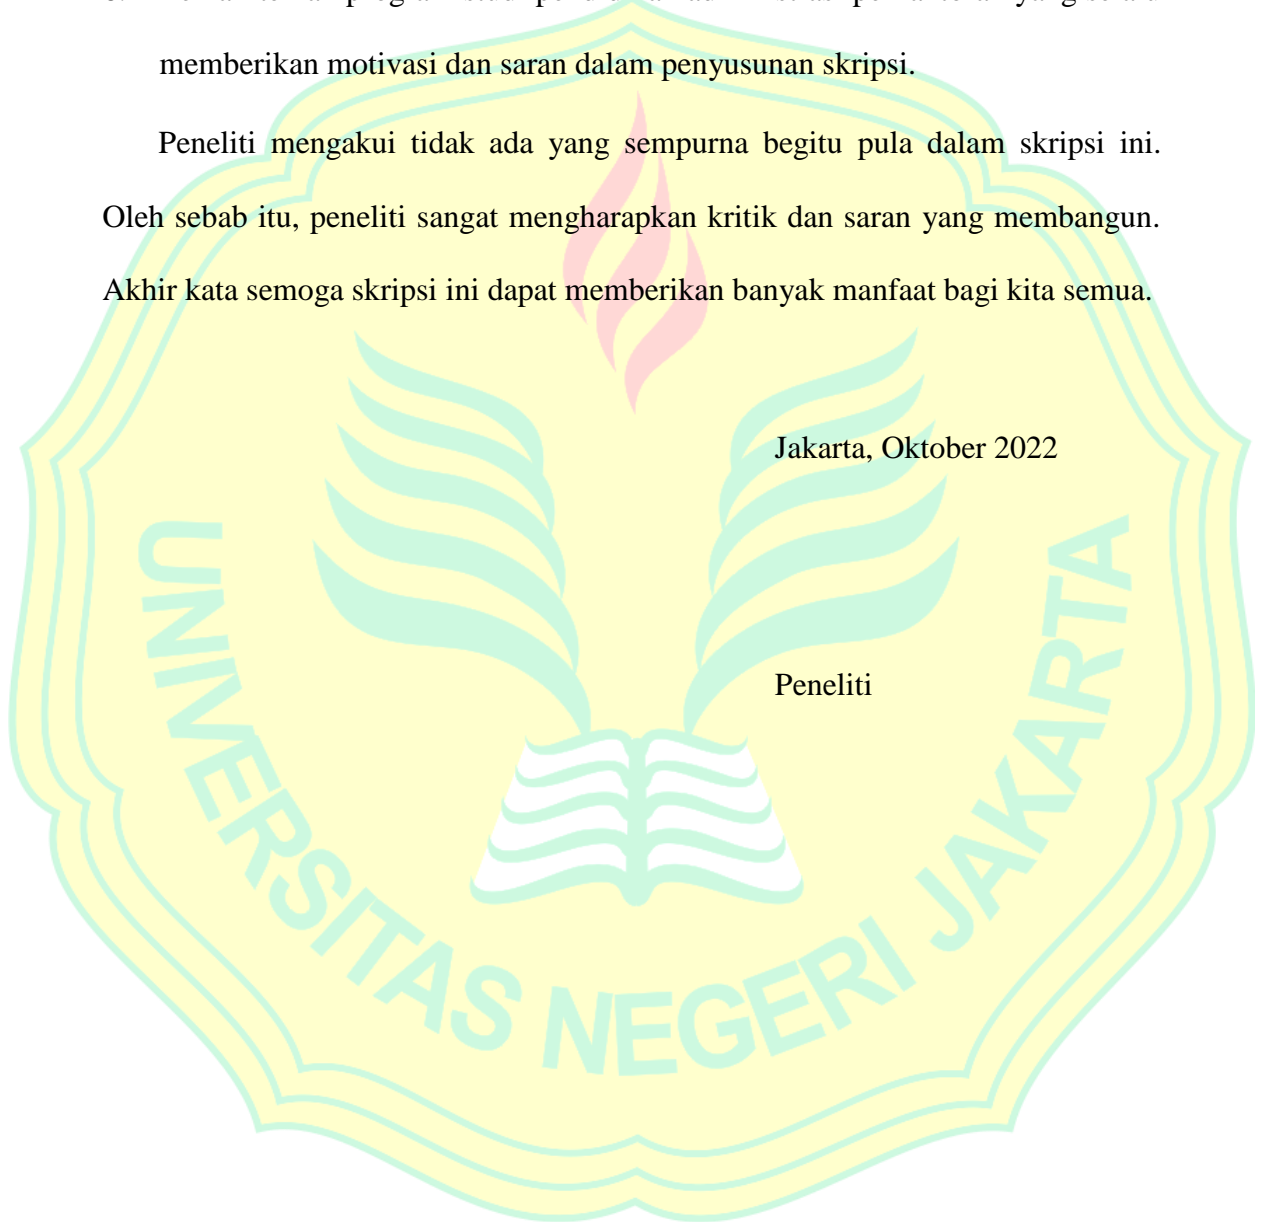 memberikan motivasi dan saran dalam penyusunan skripsi.
Peneliti mengakui tidak ada yang sempurna begitu pula dalam skripsi ini.
Oleh sebab itu, peneliti sangat mengharapkan kritik dan saran yang membangun.
Akhir kata semoga skripsi ini dapat memberikan banyak manfaat bagi kita semua.
Jakarta, Oktober 2022
Peneliti
UNIVERSITAS NEGERI JAKARTA